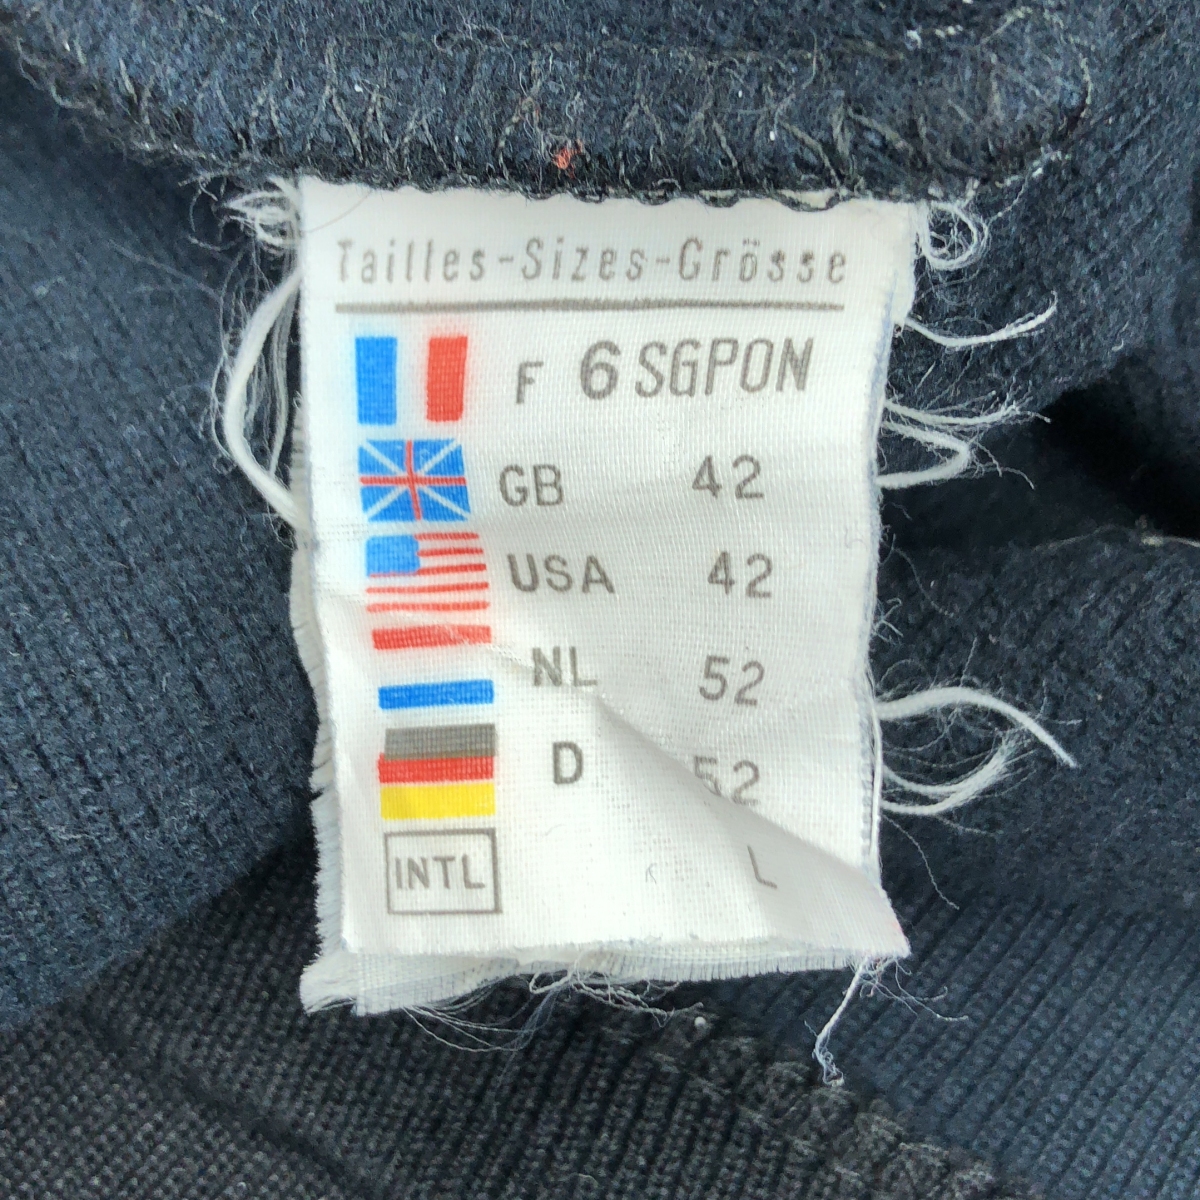 Tailles-Sizes-Grösse
F 6 SGPON
GB 42
USA 42
NL 52
D 52
INTL L